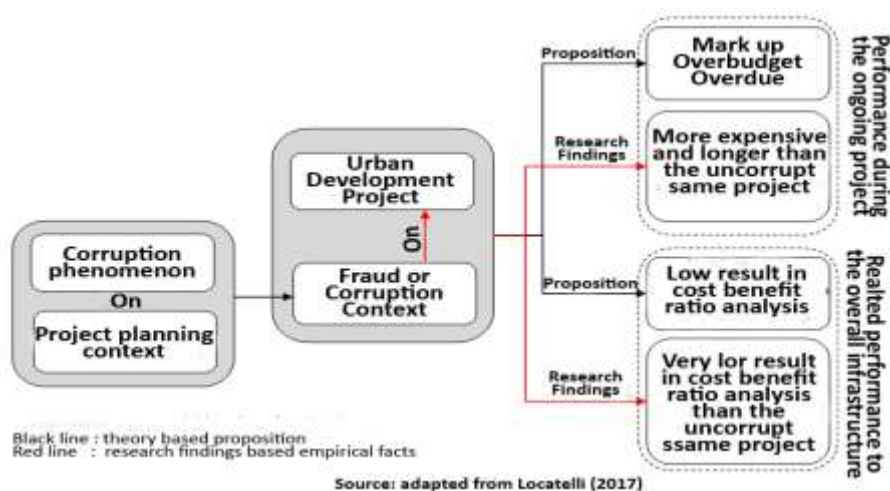 Corruption
phenomenon
On
Project planning
context
Urban
Development
Project
On
Fraud or
Corruption
Context
Proposition
Mark up
Overbudget
Overdue
Research
Findings
More expensive
and longer than
the uncorrupt
ssame project
Performance during
the ongoing project
Proposition
Low result in
cost benefit
ratio analysis
Research
Findings
Very lor result
in cost benefit
ratio analysis
than the
uncorrupt
ssame project
Realted performance to
the overall infrastructure
Black line : theory based proposition
Red line : research findings based empirical facts
Source: adapted from Locatelli (2017)